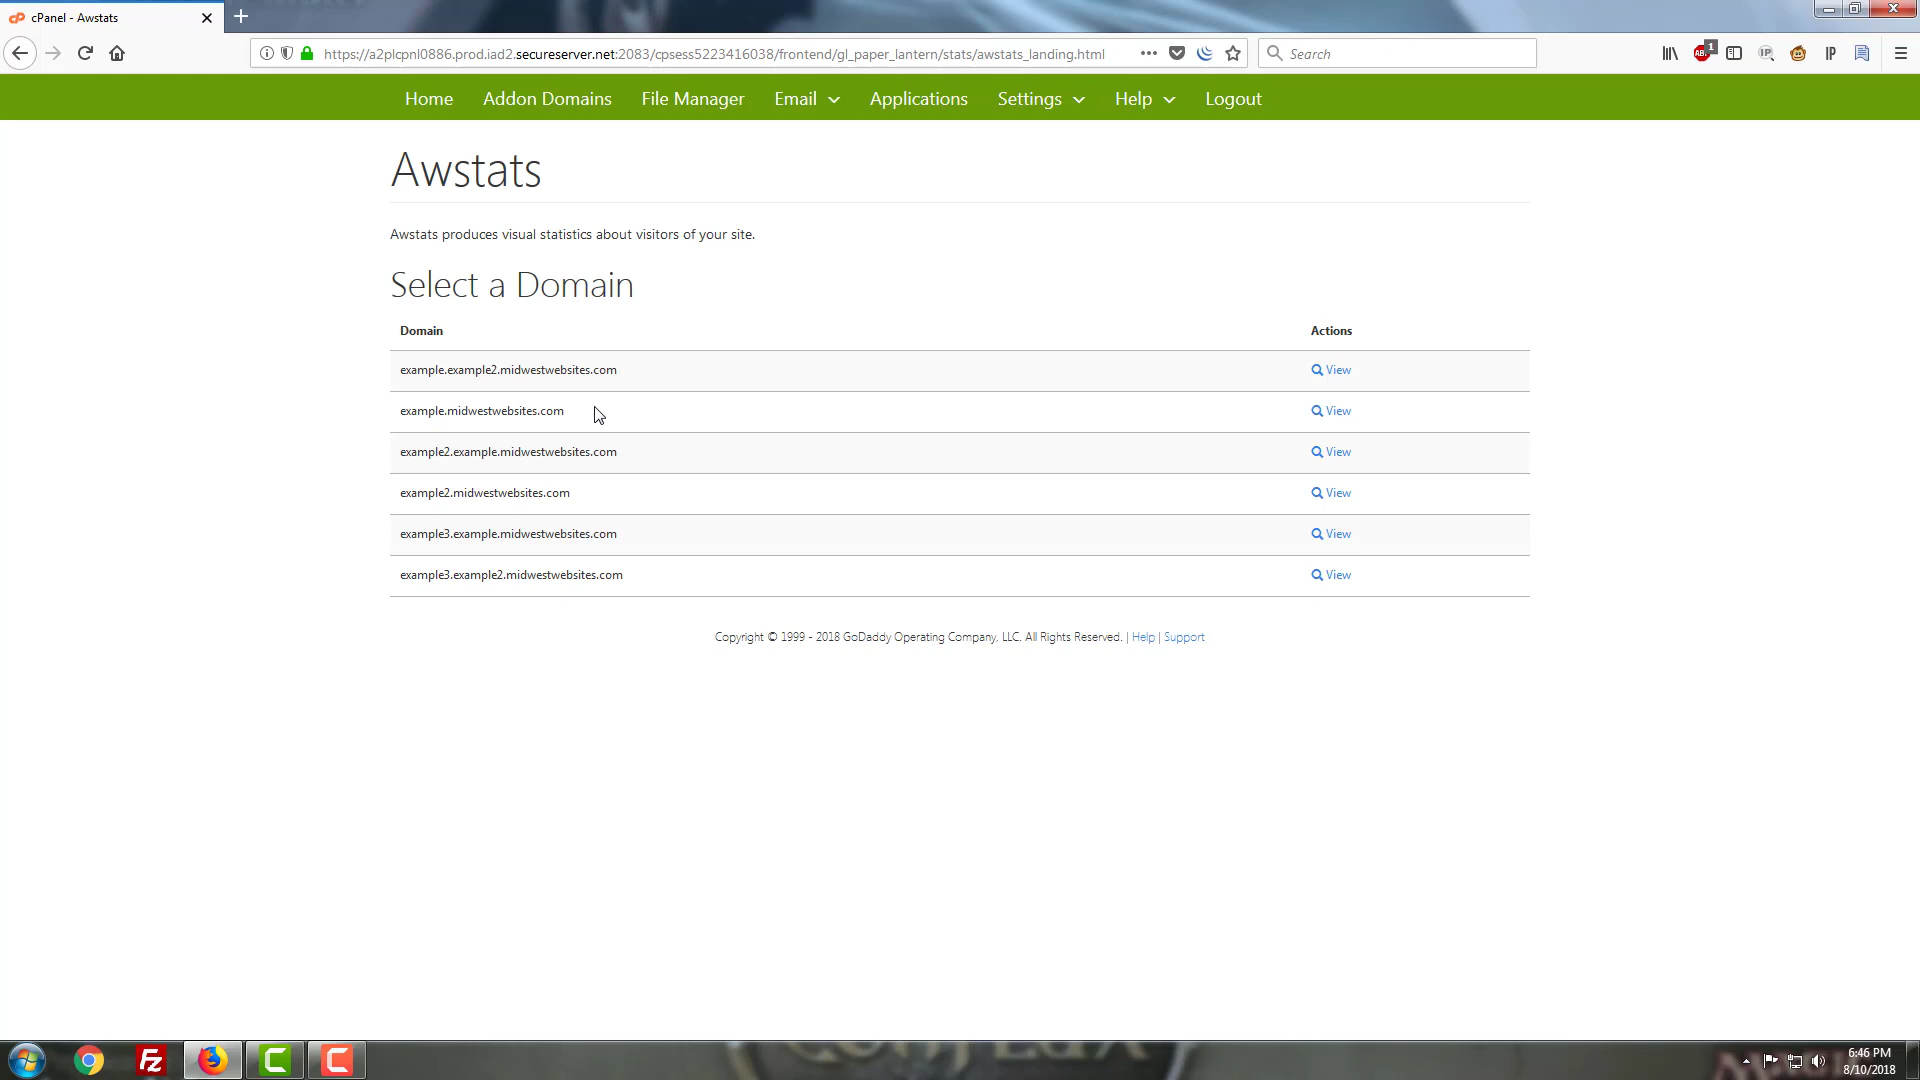 cPanel - Awstats
https://a2plcpnl0886.prod.iad2.secureserver.net:2083/cpsess5223416038/frontend/gl_paper_lantern/stats/awstats_landing.html
Search
1
Home Addon Domains File Manager Email Applications Settings Help Logout
Awstats
Awstats produces visual statistics about visitors of your site.
Select a Domain
Domain Actions
example.example2.midwestwebsites.com View
example.midwestwebsites.com View
example2.example.midwestwebsites.com View
example2.midwestwebsites.com View
example3.example.midwestwebsites.com View
example3.example2.midwestwebsites.com View
Copyright © 1999 - 2018 GoDaddy Operating Company, LLC. All Rights Reserved. | Help | Support
6:46 PM
8/10/2018